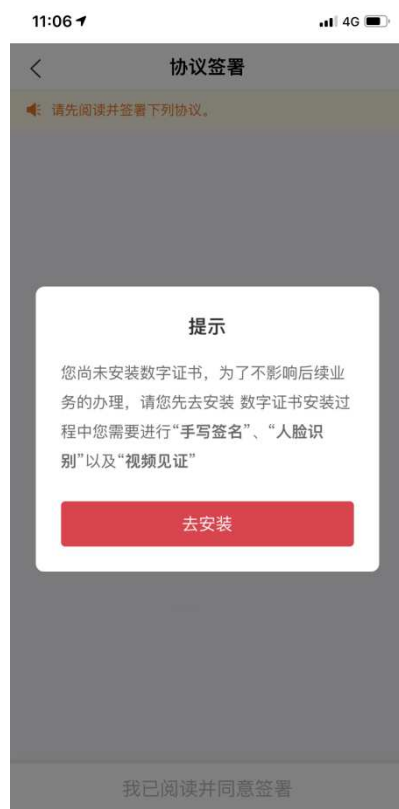 11:06
4G
协议签署
请先阅读并签署下列协议。
提示
您尚未安装数字证书，为了不影响后续业
务的办理，请您先去安装 数字证书安装过
程中您需要进行“手写签名”、“人脸识
别”以及“视频见证”
去安装
我已阅读并同意签署